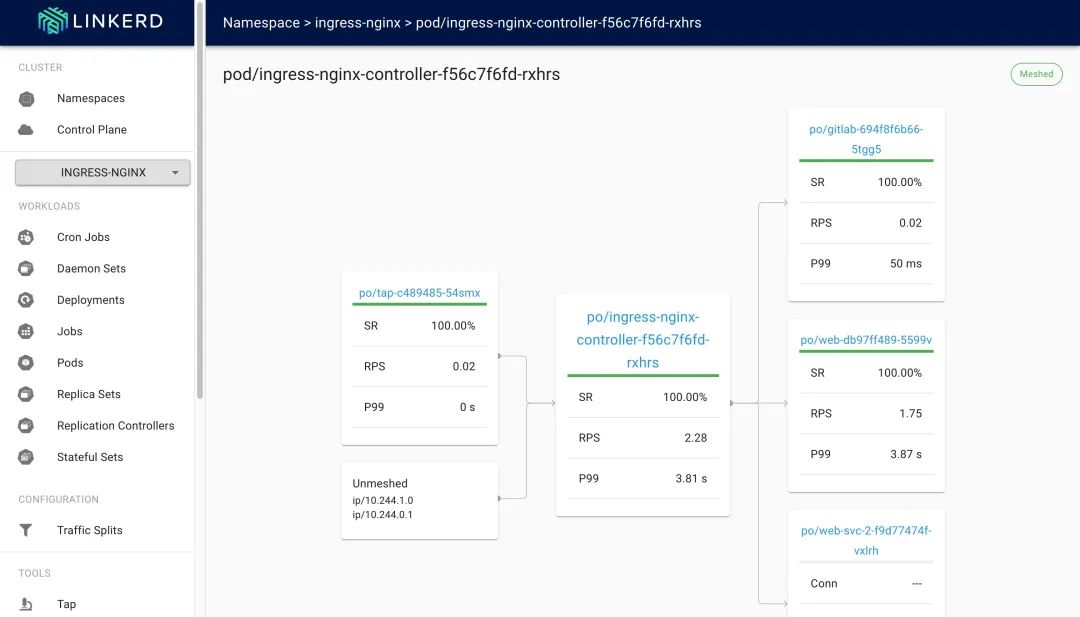 LINKERD
Namespace > ingress-nginx > pod/ingress-nginx-controller-f56c7f6fd-rxhrs
CLUSTER
Namespaces
Control Plane
INGRESS-NGINX
WORKLOADS
Cron Jobs
Daemon Sets
Deployments
Jobs
Pods
Replica Sets
Replication Controllers
Stateful Sets
CONFIGURATION
Traffic Splits
TOOLS
Tap
pod/ingress-nginx-controller-f56c7f6fd-rxhrs
Meshed
po/tap-c489485-54smx
SR 100.00%
RPS 0.02
P99 0 s
Unmeshed
ip/10.244.1.0
ip/10.244.0.1
po/ingress-nginx-
controller-f56c7f6fd-
rxhrs
SR 100.00%
RPS 2.28
P99 3.81 s
po/gitlab-694f8f6b66-
5tgg5
SR 100.00%
RPS 0.02
P99 50 ms
po/web-db97ff489-5599v
SR 100.00%
RPS 1.75
P99 3.87 s
po/web-svc-2-f9d77474f-
vxlrh
Conn ---